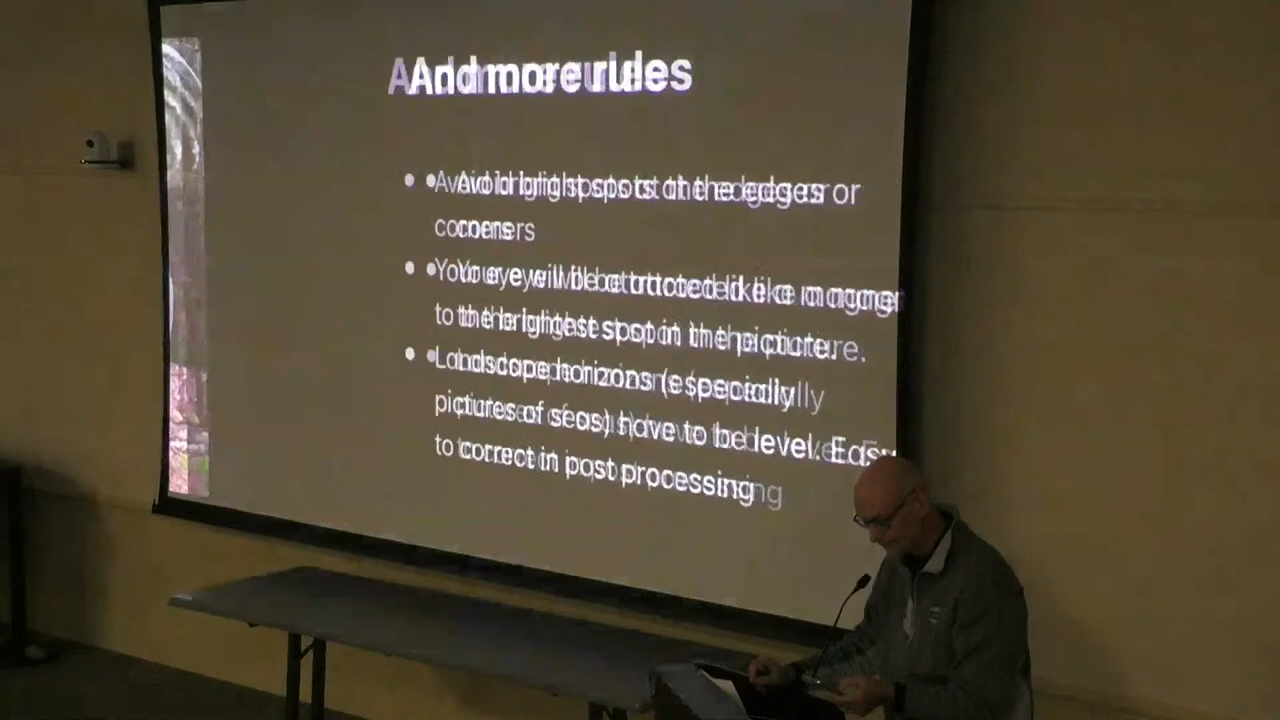 And more rules
• Avoid bright spots at the edges or
corners
• Your eye will be attracted like a magnet
to the brightest spot in the picture.
• Landscape horizons (especially
pictures of seas) have to be level. Easy
to correct in post processing